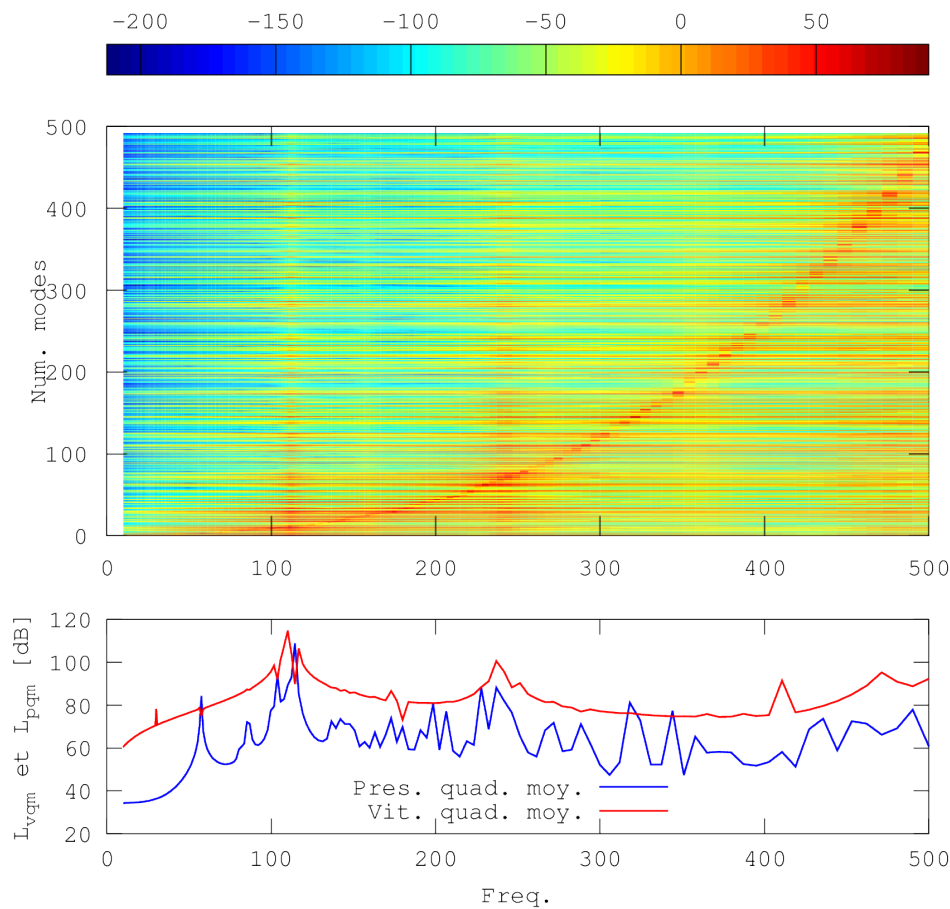 −200 −150 −100 −50 0 50
500
400
300
200
100
0
Num. modes
0 100 200 300 400 500
120
100
80
60
40
20
L_vqm et L_pqm [dB]
Pres. quad. moy.
Vit. quad. moy.
0 100 200 300 400 500
Freq.